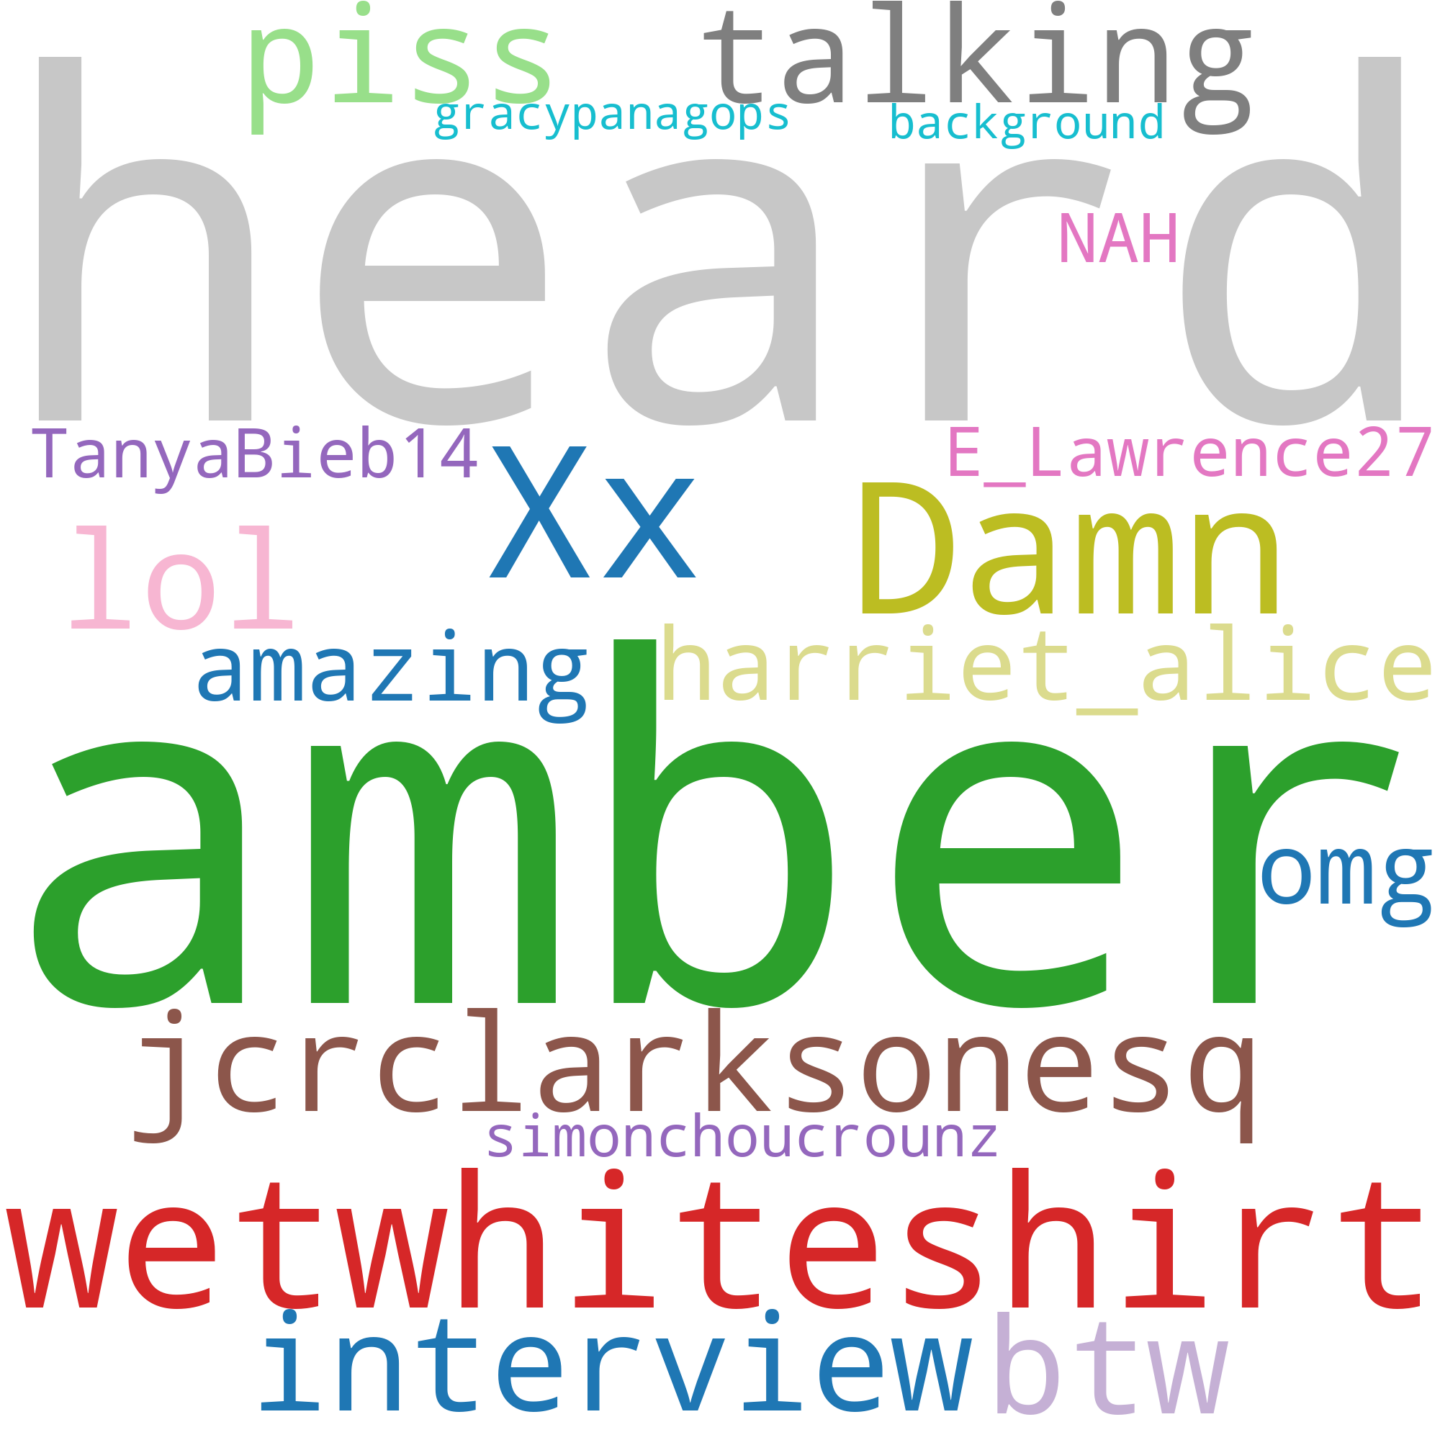 piss talking
gracypanagops background
heard
NAH
TanyaBieb14 Xx E_Lawrence27
lol Damn
amazing harriet_alice
amber
omg
jcrclarksonesq
simonchoucrounz
wetwhiteshirt
interview btw